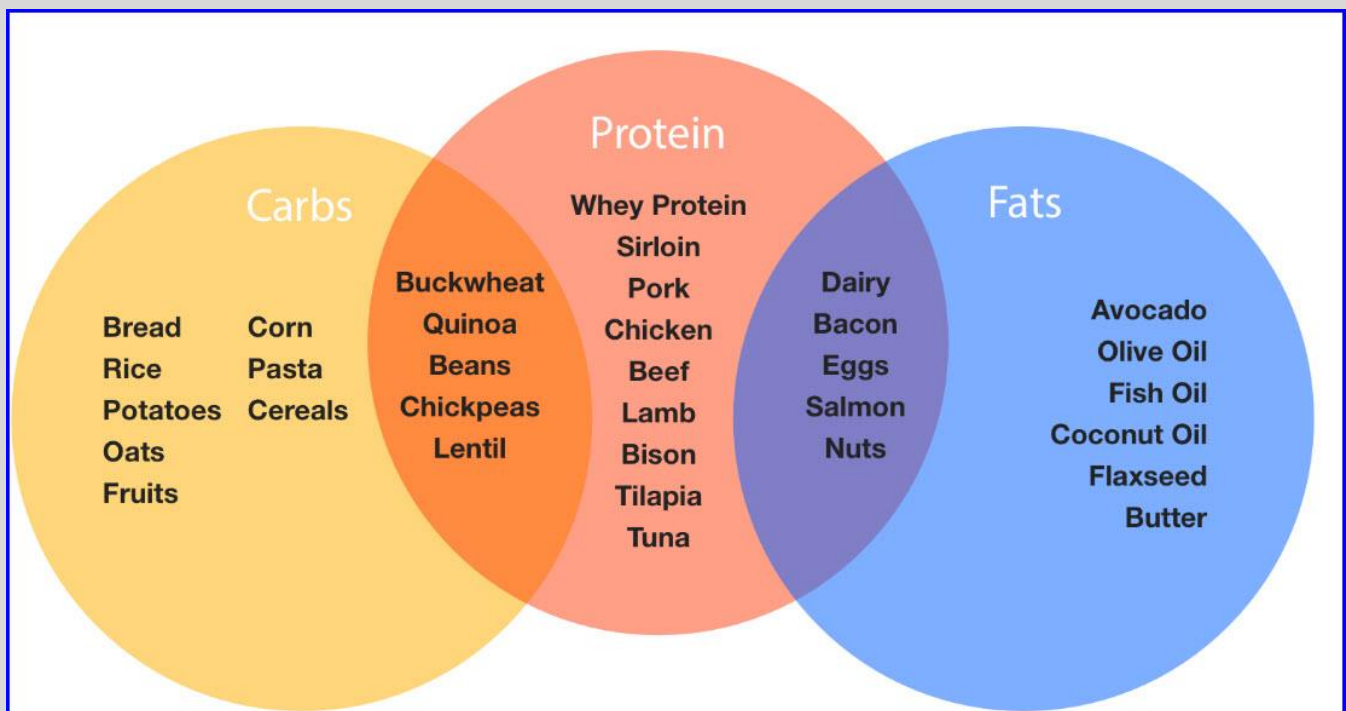 Carbs
Bread
Rice
Potatoes
Oats
Fruits
Corn
Pasta
Cereals
Buckwheat
Quinoa
Beans
Chickpeas
Lentil
Protein
Whey Protein
Sirloin
Pork
Chicken
Beef
Lamb
Bison
Tilapia
Tuna
Dairy
Bacon
Eggs
Salmon
Nuts
Fats
Avocado
Olive Oil
Fish Oil
Coconut Oil
Flaxseed
Butter